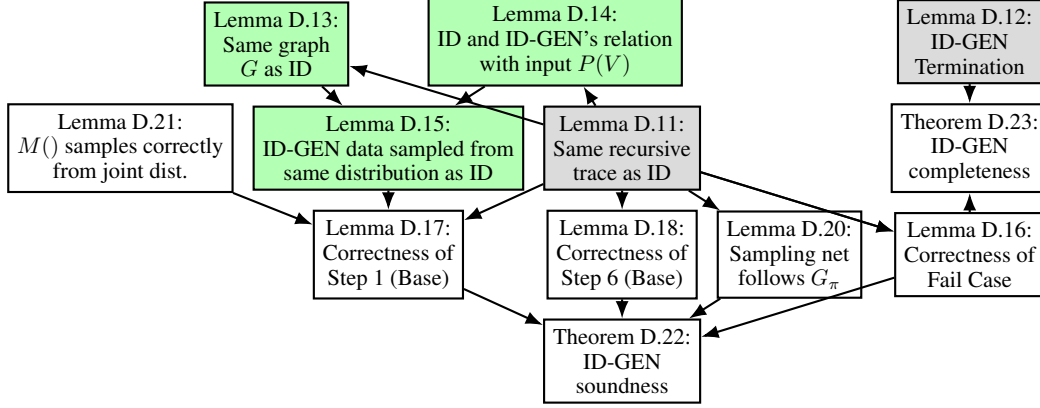 Lemma D.13:
Same graph
G as ID
Lemma D.14:
ID and ID-GEN's relation
with input P(V)
Lemma D.12:
ID-GEN
Termination
Lemma D.21:
M() samples correctly
from joint dist.
Lemma D.15:
ID-GEN data sampled from
same distribution as ID
Lemma D.11:
Same recursive
trace as ID
Theorem D.23:
ID-GEN
completeness
Lemma D.17:
Correctness of
Step 1 (Base)
Lemma D.18:
Correctness of
Step 6 (Base)
Lemma D.20:
Sampling net
follows G_π
Lemma D.16:
Correctness of
Fail Case
Theorem D.22:
ID-GEN
soundness